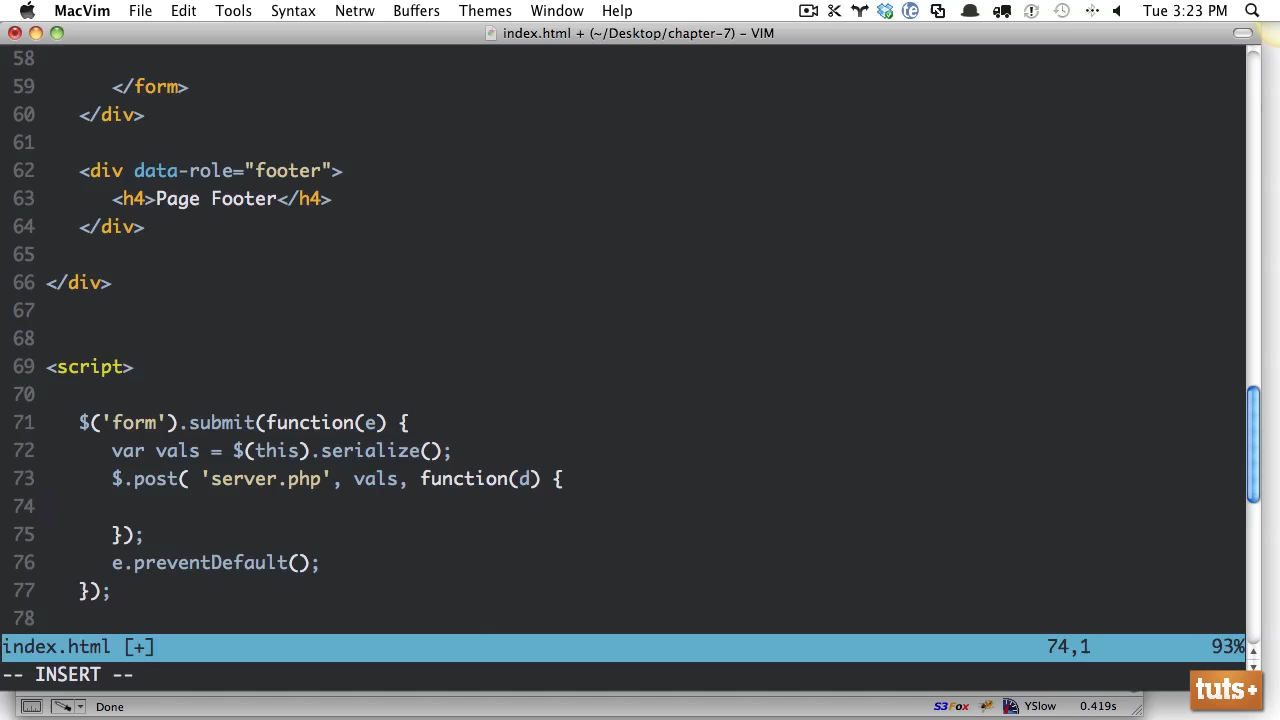 MacVim File Edit Tools Syntax Netrw Buffers Themes Window Help Tue 3:23 PM
index.html + (~/Desktop/chapter-7) – VIM
58
59 </form>
60 </div>
61
62 <div data-role="footer">
63 <h4>Page Footer</h4>
64 </div>
65
66 </div>
67
68
69 <script>
70
71 $('form').submit(function(e) {
72 var vals = $(this).serialize();
73 $.post( 'server.php', vals, function(d) {
74
75 });
76 e.preventDefault();
77 });
78
index.html [+] 74,1 93%
-- INSERT --
tuts+
Done S3Fox YSlow 0.419s